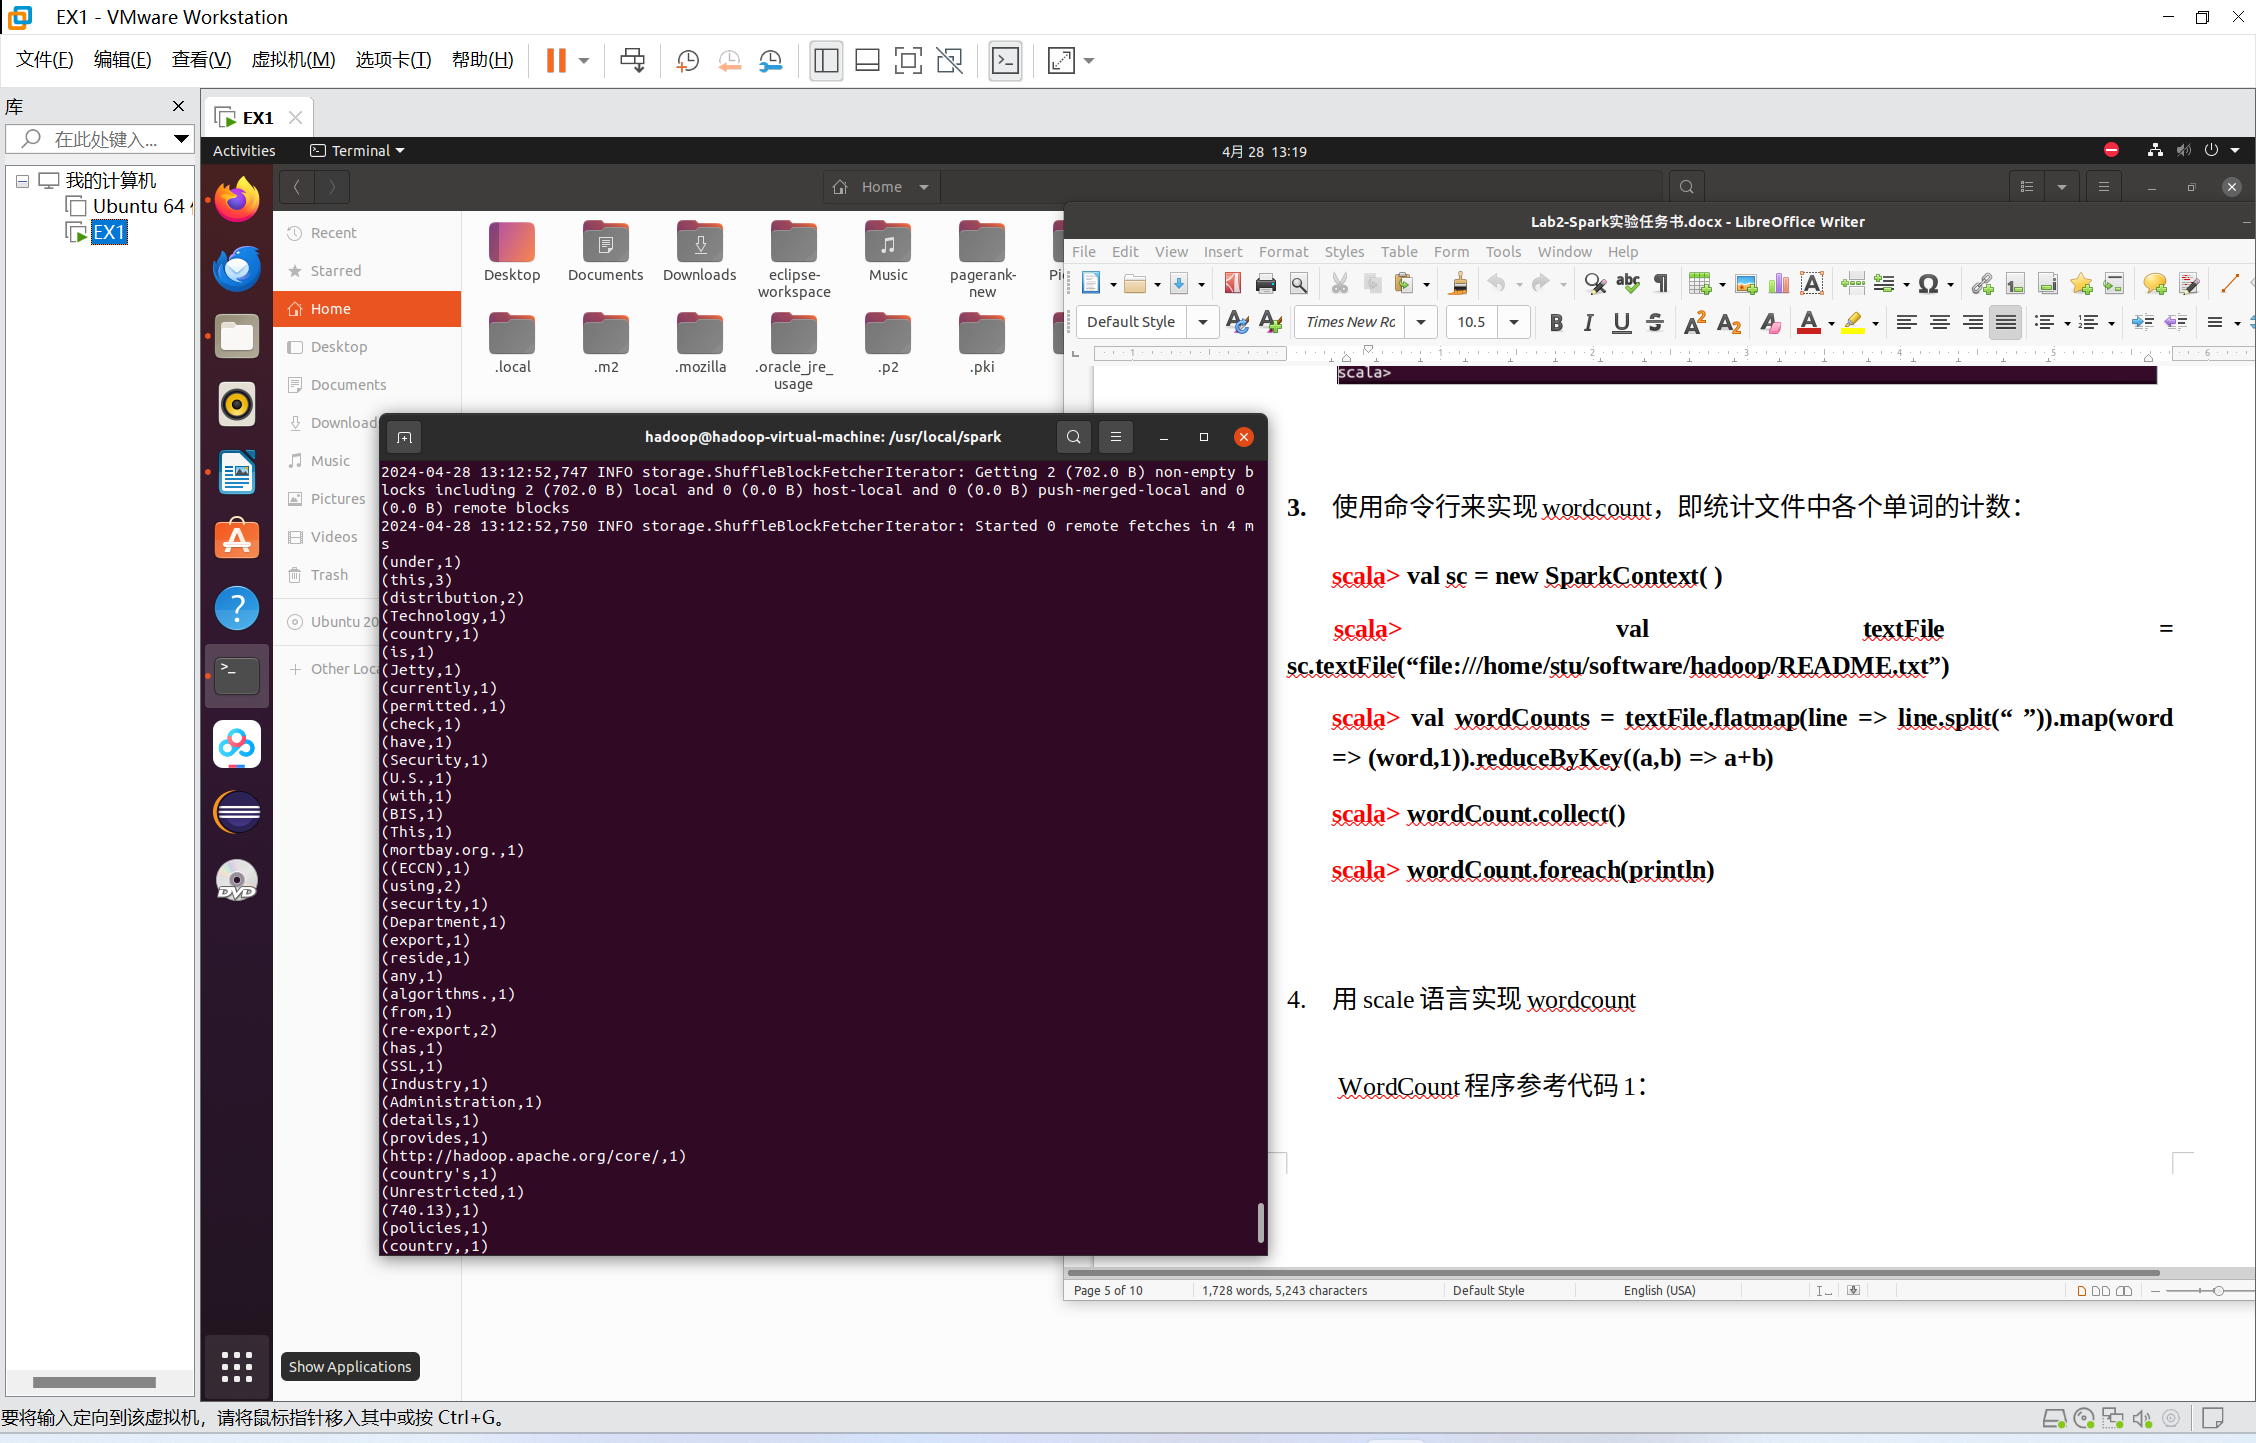 EX1 - VMware Workstation
文件(F) 编辑(E) 查看(V) 虚拟机(M) 选项卡(T) 帮助(H)
库
在此处键入...
我的计算机
Ubuntu 64
EX1
EX1
Activities Terminal 4月 28 13:19
Home
Recent
Starred
Home
Desktop
Documents
Download
Music
Pictures
Videos
Trash
Ubuntu 20
Other Loca
Desktop Documents Downloads eclipse-workspace Music pagerank-new
.local .m2 .mozilla .oracle_jre_usage .p2 .pki
Show Applications
hadoop@hadoop-virtual-machine: /usr/local/spark
2024-04-28 13:12:52,747 INFO storage.ShuffleBlockFetcherIterator: Getting 2 (702.0 B) non-empty b
locks including 2 (702.0 B) local and 0 (0.0 B) host-local and 0 (0.0 B) push-merged-local and 0
(0.0 B) remote blocks
2024-04-28 13:12:52,750 INFO storage.ShuffleBlockFetcherIterator: Started 0 remote fetches in 4 m
s
(under,1)
(this,3)
(distribution,2)
(Technology,1)
(country,1)
(is,1)
(Jetty,1)
(currently,1)
(permitted.,1)
(check,1)
(have,1)
(Security,1)
(U.S.,1)
(with,1)
(BIS,1)
(This,1)
(mortbay.org.,1)
((ECCN),1)
(using,2)
(security,1)
(Department,1)
(export,1)
(reside,1)
(any,1)
(algorithms.,1)
(from,1)
(re-export,2)
(has,1)
(SSL,1)
(Industry,1)
(Administration,1)
(details,1)
(provides,1)
(http://hadoop.apache.org/core/,1)
(country's,1)
(Unrestricted,1)
(740.13),1)
(policies,1)
(country,,1)
Lab2-Spark实验任务书.docx - LibreOffice Writer
File Edit View Insert Format Styles Table Form Tools Window Help
Default Style Times New Ro 10.5
scala>
3. 使用命令行来实现 wordcount，即统计文件中各个单词的计数：
scala> val sc = new SparkContext( )
scala> val textFile =
sc.textFile(“file:///home/stu/software/hadoop/README.txt”)
scala> val wordCounts = textFile.flatmap(line => line.split(“ ”)).map(word
=> (word,1)).reduceByKey((a,b) => a+b)
scala> wordCount.collect()
scala> wordCount.foreach(println)
4. 用 scale 语言实现 wordcount
WordCount 程序参考代码 1：
Page 5 of 10 1,728 words, 5,243 characters Default Style English (USA)
要将输入定向到该虚拟机，请将鼠标指针移入其中或按 Ctrl+G。